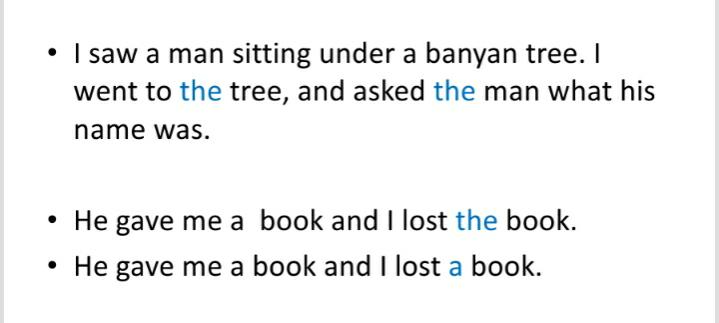 • I saw a man sitting under a banyan tree. I
went to the tree, and asked the man what his
name was.
• He gave me a  book and I lost the book.
• He gave me a book and I lost a book.